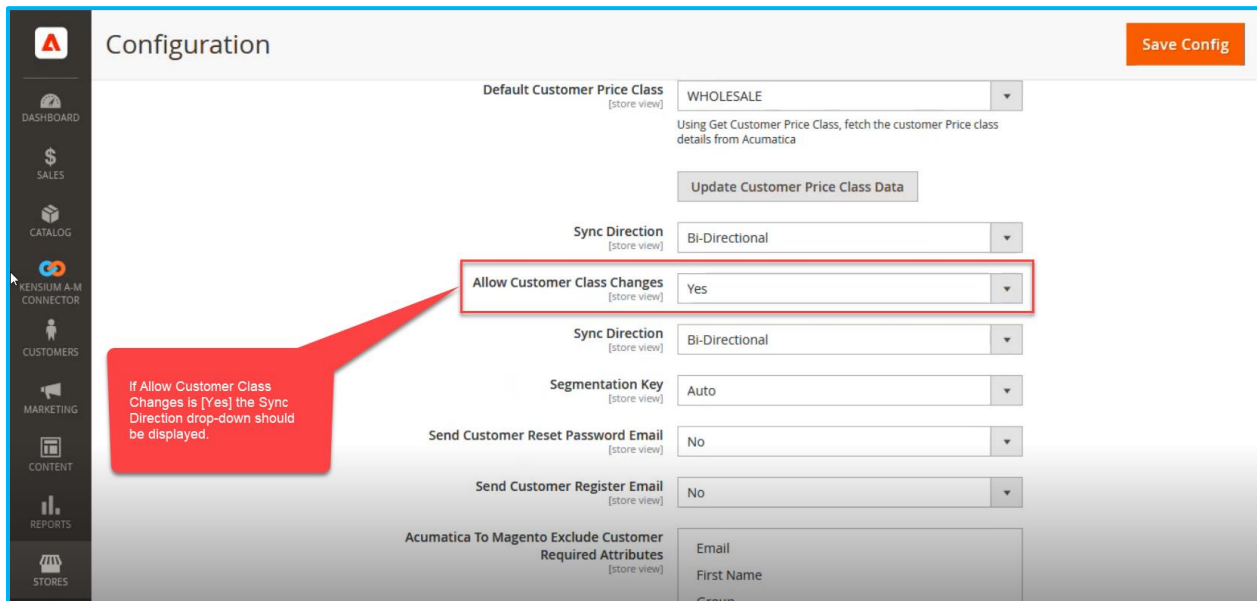 Configuration
Save Config
DASHBOARD
SALES
CATALOG
KENSIUM A-M
CONNECTOR
CUSTOMERS
MARKETING
CONTENT
REPORTS
STORES
Default Customer Price Class
[store view]
WHOLESALE
Using Get Customer Price Class, fetch the customer Price class
details from Acumatica
Update Customer Price Class Data
Sync Direction
[store view]
Bi-Directional
Allow Customer Class Changes
[store view]
Yes
Sync Direction
[store view]
Bi-Directional
If Allow Customer Class
Changes is [Yes] the Sync
Direction drop-down should
be displayed.
Segmentation Key
[store view]
Auto
Send Customer Reset Password Email
[store view]
No
Send Customer Register Email
[store view]
No
Acumatica To Magento Exclude Customer
Required Attributes
[store view]
Email
First Name
Group